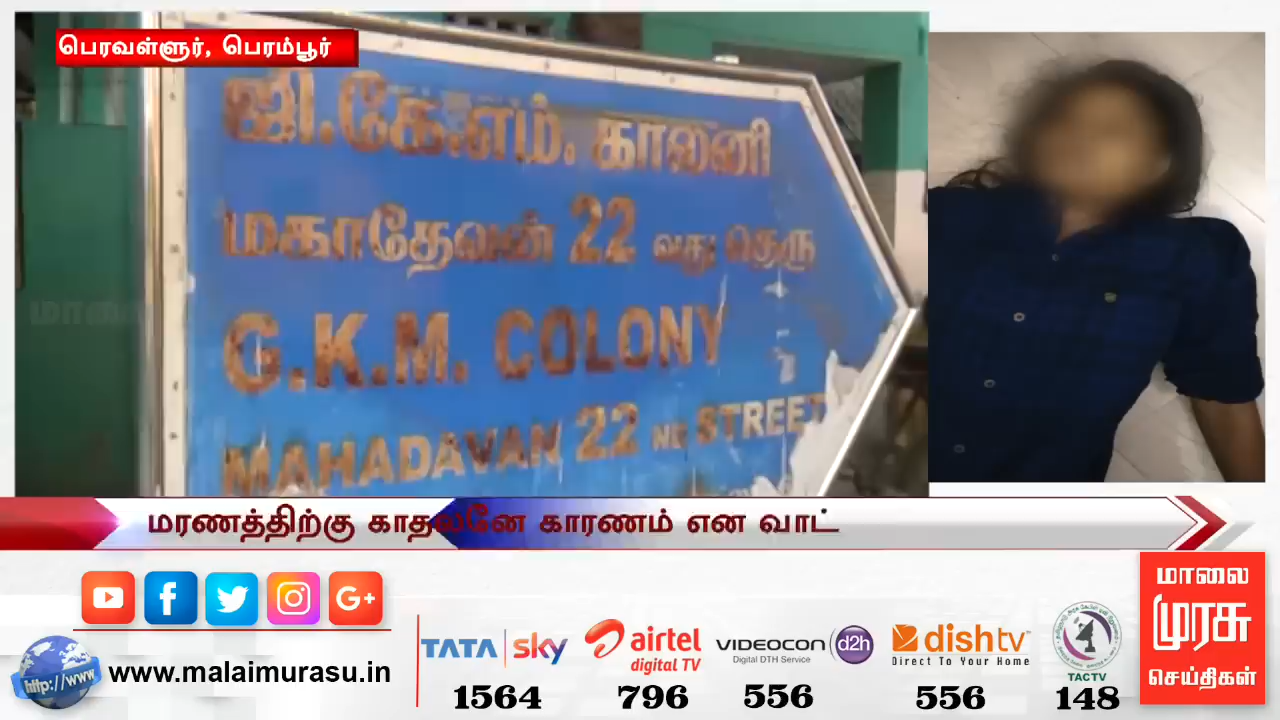 பெரவள்ளுர், பெரம்பூர்
ஜி.கே.எம். காலனி
மகாதேவன் 22 வது தெரு
G.K.M. COLONY
MAHADAVAN 22 ND STREET
மாலை
மரணத்திற்கு காதலனே காரணம் என வாட்
http://www
www.malaimurasu.in
TATA sky
1564
airtel
digital TV
796
VIDEOCON d2h
Digital DTH Service
556
dishtv
Direct To Your Home
556
TACTV
148
மாலை
முரசு
செய்திகள்